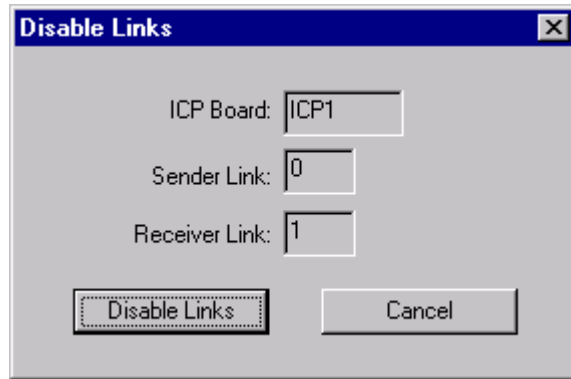 Disable Links
ICP Board: ICP1
Sender Link: 0
Receiver Link: 1
Disable Links Cancel